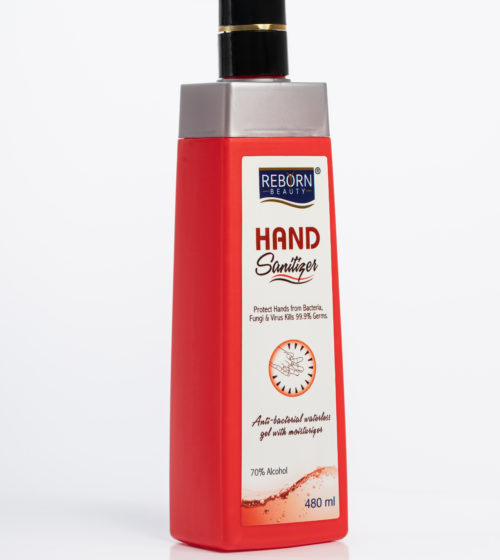 REBORN®
BEAUTY
HAND
Sanitizer
Protect Hands from Bacteria,
Fungi & Virus Kills 99.9% Germs.
Anti-bacterial waterless
gel with moisturizer
70% Alcohol
480 ml